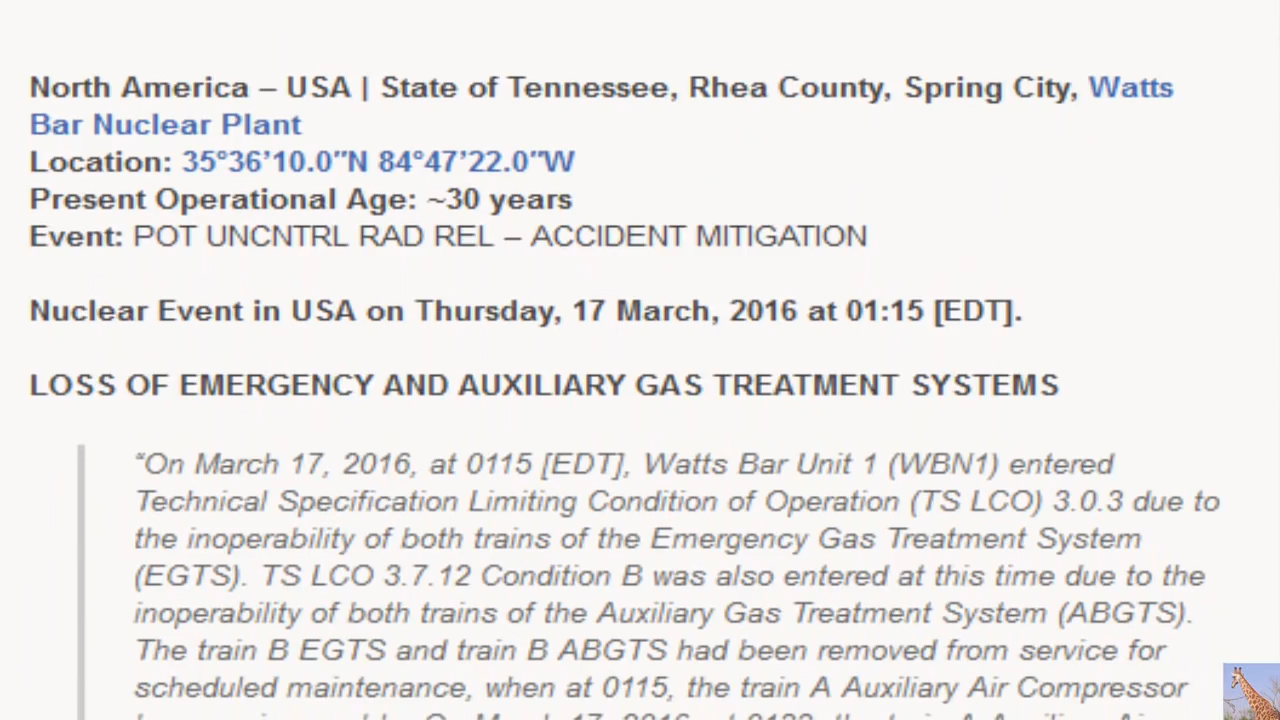 North America – USA | State of Tennessee, Rhea County, Spring City, Watts
Bar Nuclear Plant
Location: 35°36’10.0″N 84°47’22.0″W
Present Operational Age: ~30 years
Event: POT UNCNTRL RAD REL – ACCIDENT MITIGATION
Nuclear Event in USA on Thursday, 17 March, 2016 at 01:15 [EDT].
LOSS OF EMERGENCY AND AUXILIARY GAS TREATMENT SYSTEMS
“On March 17, 2016, at 0115 [EDT], Watts Bar Unit 1 (WBN1) entered
Technical Specification Limiting Condition of Operation (TS LCO) 3.0.3 due to
the inoperability of both trains of the Emergency Gas Treatment System
(EGTS). TS LCO 3.7.12 Condition B was also entered at this time due to the
inoperability of both trains of the Auxiliary Gas Treatment System (ABGTS).
The train B EGTS and train B ABGTS had been removed from service for
scheduled maintenance, when at 0115, the train A Auxiliary Air Compressor